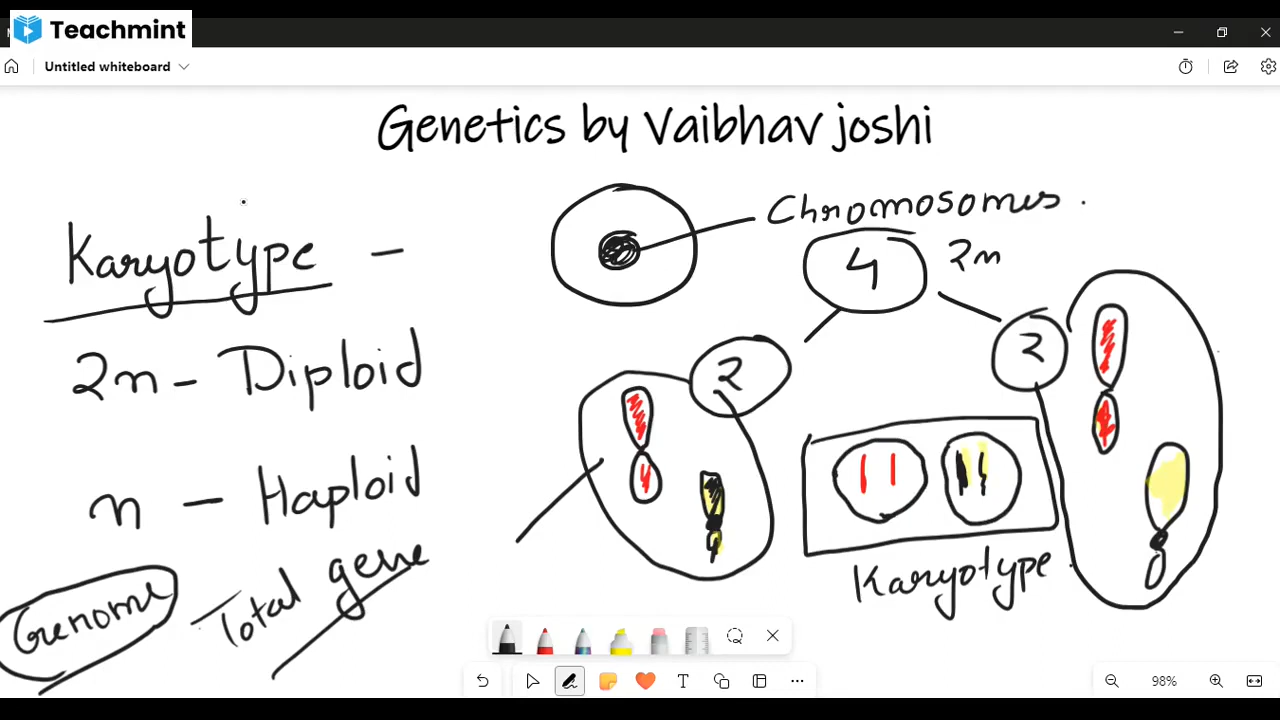 Teachmint
Untitled whiteboard
Genetics by Vaibhav joshi
Karyotype -
2n - Diploid
n - Haploid
Genome
Total gene
Chromosomes.
4
2n
2
2
Karyotype
98%